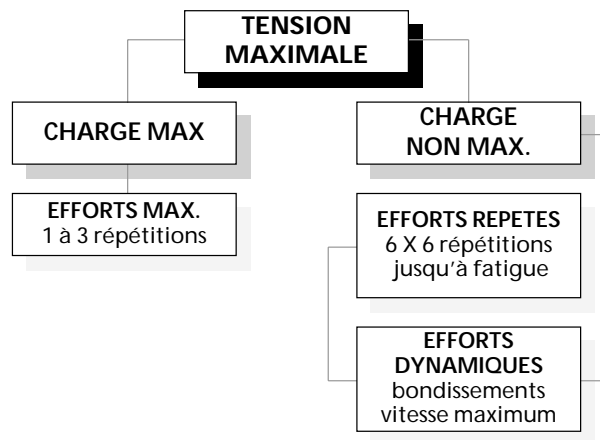 TENSION
MAXIMALE
CHARGE MAX
CHARGE
NON MAX.
EFFORTS MAX.
1 à 3 répétitions
EFFORTS REPETES
6 X 6 répétitions
jusqu'à fatigue
EFFORTS
DYNAMIQUES
bondissements
vitesse maximum